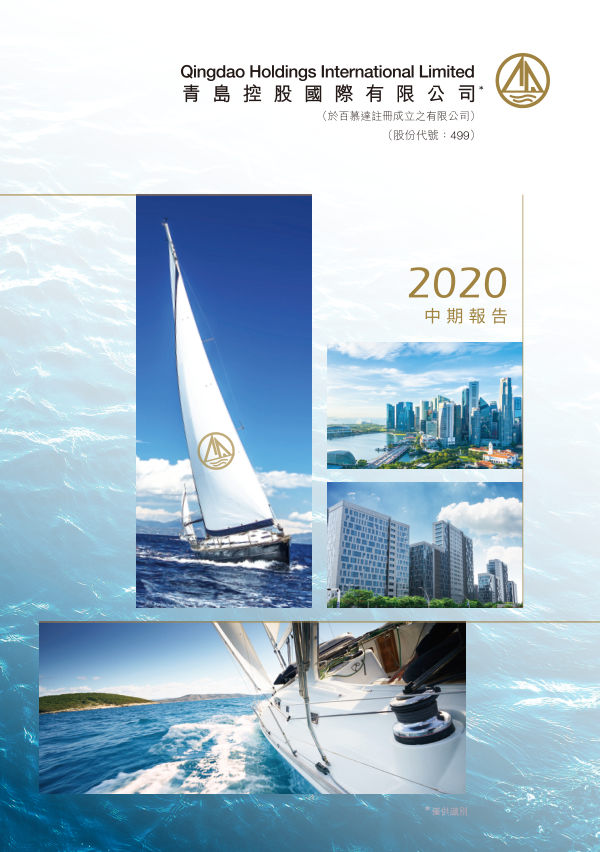 Qingdao Holdings International Limited
青島控股國際有限公司*
（於百慕達註冊成立之有限公司）
（股份代號：499）
2020
中期報告
* 僅供識別